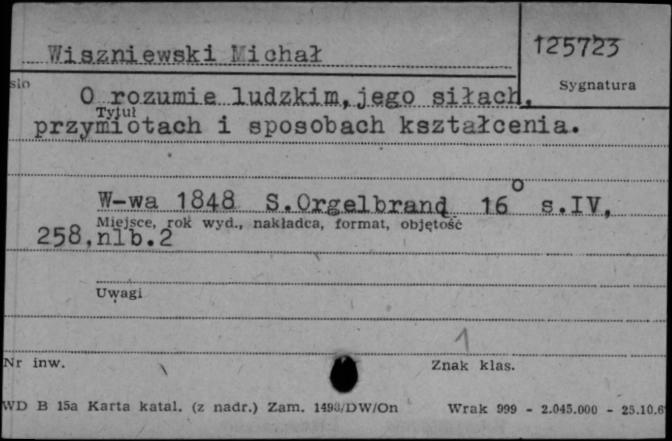 Wiszniewski Michał
125723
Sygnatura
O rozumie ludzkim, jego siłach,
Tytuł
przymiotach i sposobach kształcenia.
W-wa 1848 S.Orgelbrand 16° s.IV,
Miejsce, rok wyd., nakładca, format, objętość
258, nlb.2
Uwagi
1
Nr inw.
Znak klas.
WD B 15a Karta katal. (z nadr.) Zam. 1498/DW/On
Wrak 999 - 2.045.000 - 25.10.6